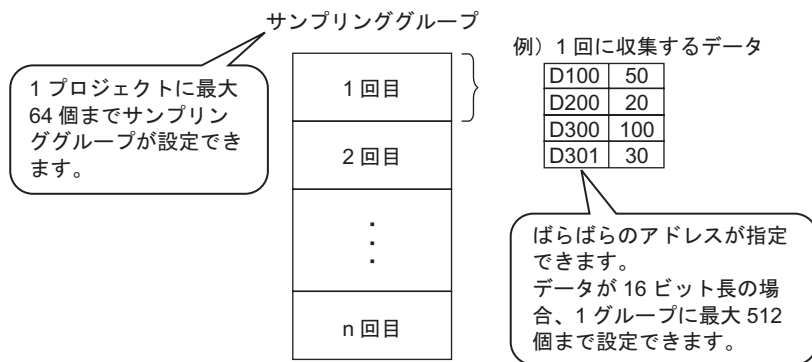 サンプリンググループ
1 プロジェクトに最大
64 個までサンプリン
ググループが設定でき
ます。
1 回目
2 回目
・
・
・
n 回目
例）1 回に収集するデータ
D100 50
D200 20
D300 100
D301 30
ばらばらのアドレスが指定
できます。
データが 16 ビット長の場
合、1 グループに最大 512
個まで設定できます。